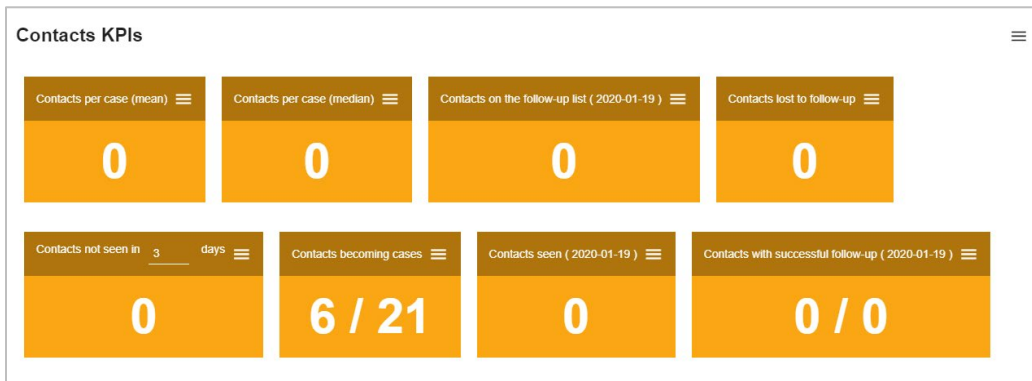 Contacts KPIs
Contacts per case (mean)
0
Contacts per case (median)
0
Contacts on the follow-up list ( 2020-01-19 )
0
Contacts lost to follow-up
0
Contacts not seen in 3 days
0
Contacts becoming cases
6 / 21
Contacts seen ( 2020-01-19 )
0
Contacts with successful follow-up ( 2020-01-19 )
0 / 0